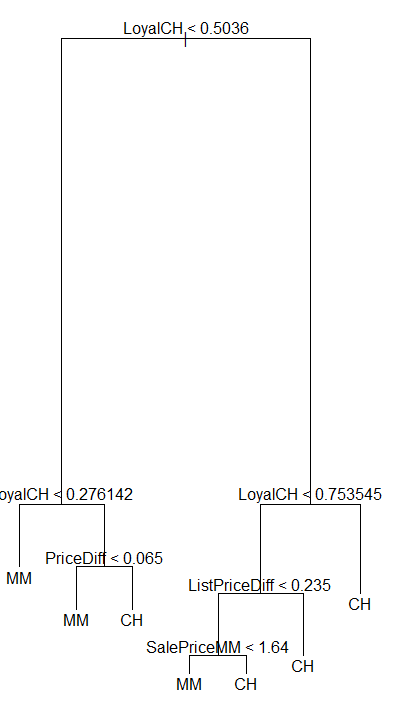 LoyalCH < 0.5036
oyalCH < 0.276142
LoyalCH < 0.753545
PriceDiff < 0.065
MM
ListPriceDiff < 0.235
CH
MM
CH
SalePriceMM < 1.64
CH
MM
CH